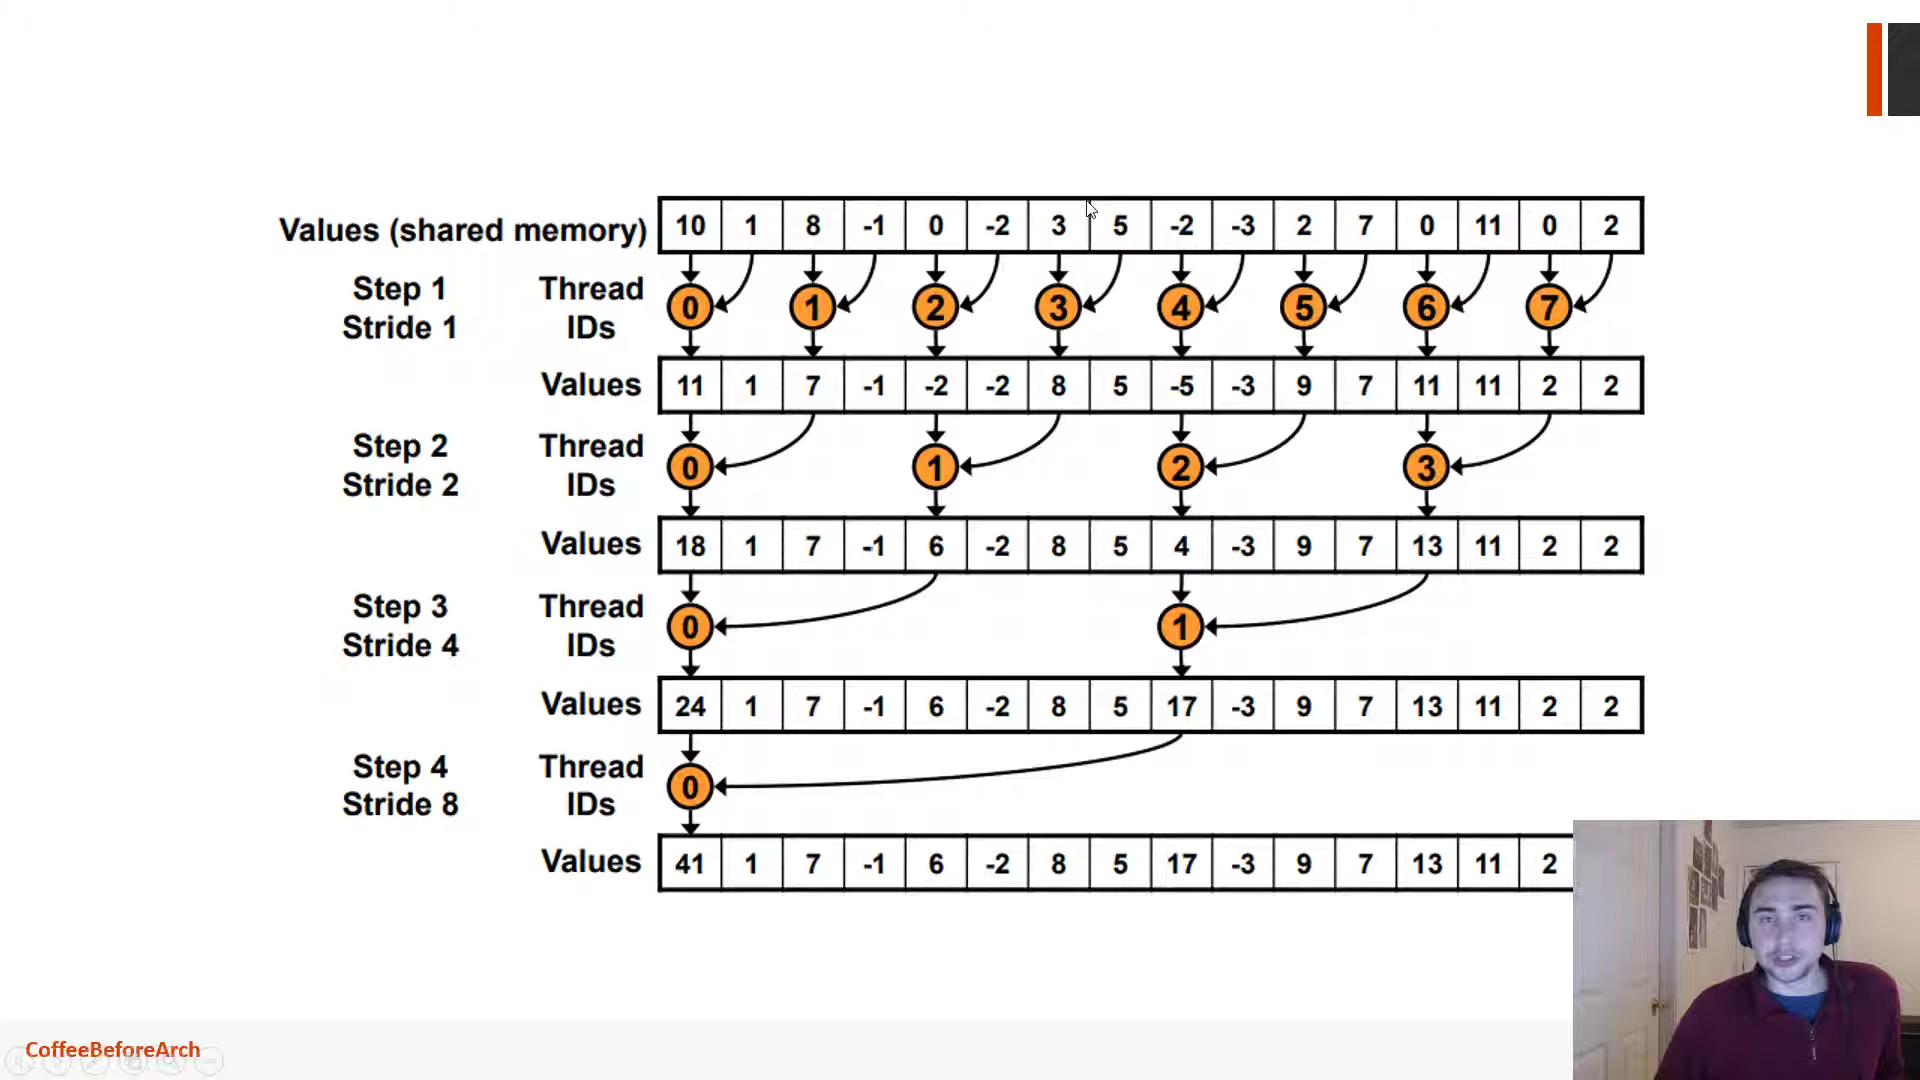 Values (shared memory) 10 1 8 -1 0 -2 3 5 -2 -3 2 7 0 11 0 2
Step 1 Thread
Stride 1 IDs
0 1 2 3 4 5 6 7
Values 11 1 7 -1 -2 -2 8 5 -5 -3 9 7 11 11 2 2
Step 2 Thread
Stride 2 IDs
0 1 2 3
Values 18 1 7 -1 6 -2 8 5 4 -3 9 7 13 11 2 2
Step 3 Thread
Stride 4 IDs
0 1
Values 24 1 7 -1 6 -2 8 5 17 -3 9 7 13 11 2 2
Step 4 Thread
Stride 8 IDs
0
Values 41 1 7 -1 6 -2 8 5 17 -3 9 7 13 11 2
CoffeeBeforeArch